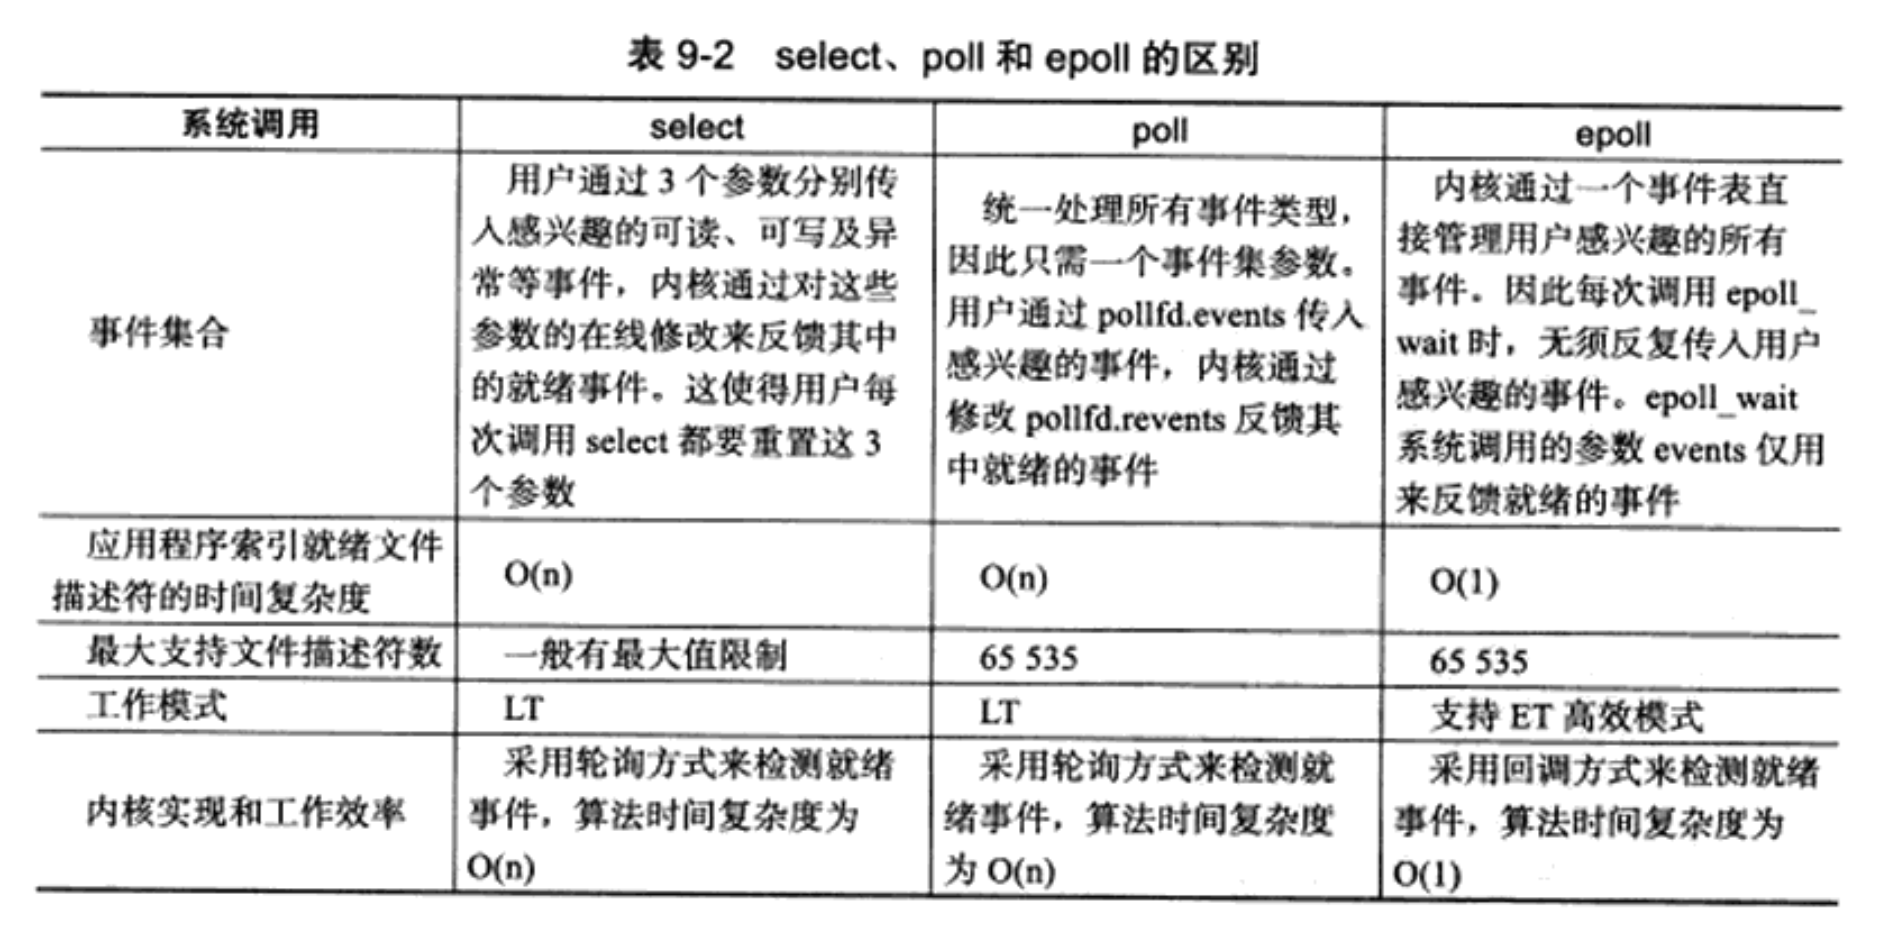 表 9-2 select、poll 和 epoll 的区别
系统调用
select
poll
epoll
事件集合
用户通过 3 个参数分别传
入感兴趣的可读、可写及异
常等事件，内核通过对这些
参数的在线修改来反馈其中
的就绪事件。这使得用户每
次调用 select 都要重置这 3
个参数
统一处理所有事件类型，
因此只需一个事件集参数。
用户通过 pollfd.events 传入
感兴趣的事件，内核通过
修改 pollfd.revents 反馈其
中就绪的事件
内核通过一个事件表直
接管理用户感兴趣的所有
事件。因此每次调用 epoll_
wait 时，无须反复传入用户
感兴趣的事件。epoll_wait
系统调用的参数 events 仅用
来反馈就绪的事件
应用程序索引就绪文件
描述符的时间复杂度
O(n)
O(n)
O(1)
最大支持文件描述符数
一般有最大值限制
65 535
65 535
工作模式
LT
LT
支持 ET 高效模式
内核实现和工作效率
采用轮询方式来检测就绪
事件，算法时间复杂度为
O(n)
采用轮询方式来检测就
绪事件，算法时间复杂度
为 O(n)
采用回调方式来检测就绪
事件，算法时间复杂度为
O(1)